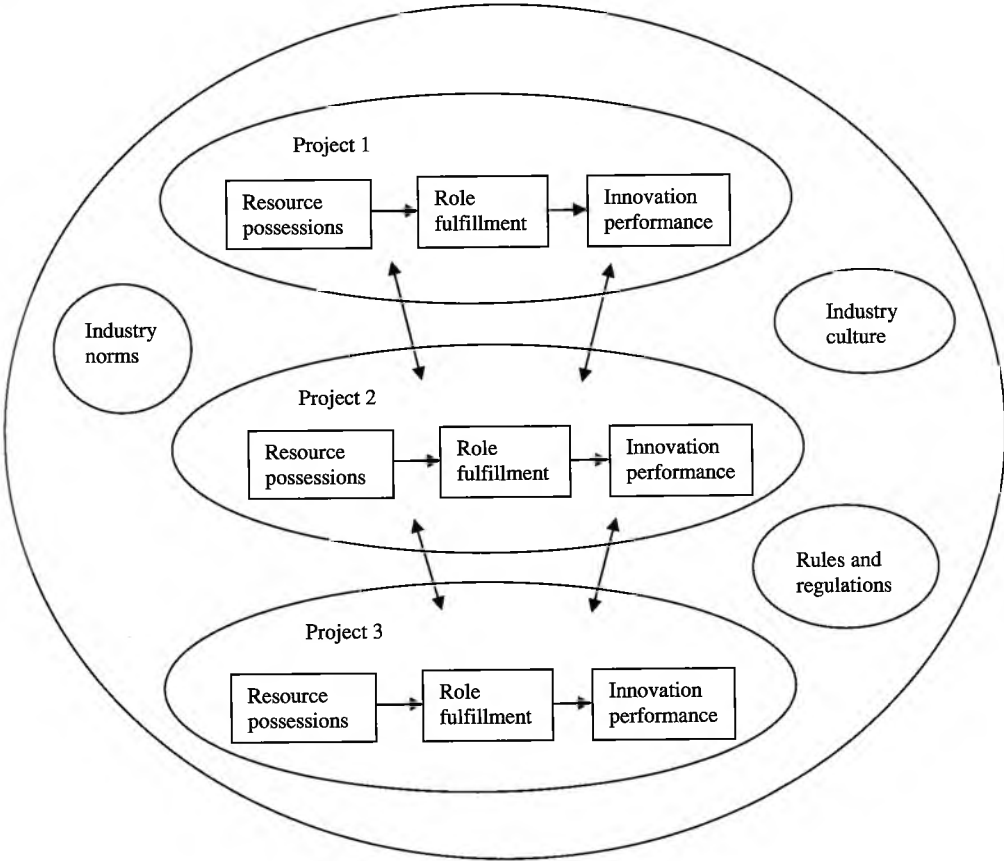 Project 1
Resource
possessions
Role
fulfillment
Innovation
performance
Industry
norms
Industry
culture
Project 2
Resource
possessions
Role
fulfillment
Innovation
performance
Rules and
regulations
Project 3
Resource
possessions
Role
fulfillment
Innovation
performance